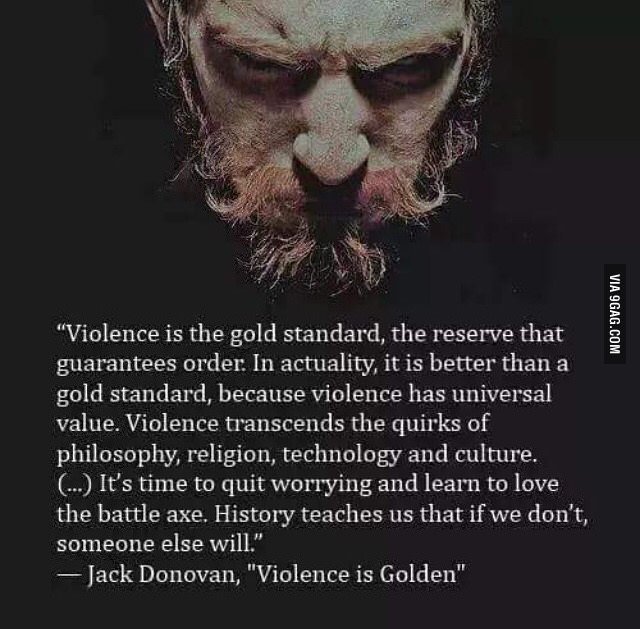 VIA 9GAG.COM
“Violence is the gold standard, the reserve that
guarantees order. In actuality, it is better than a
gold standard, because violence has universal
value. Violence transcends the quirks of
philosophy, religion, technology and culture.
(...) It’s time to quit worrying and learn to love
the battle axe. History teaches us that if we don’t,
someone else will.”
— Jack Donovan, "Violence is Golden"